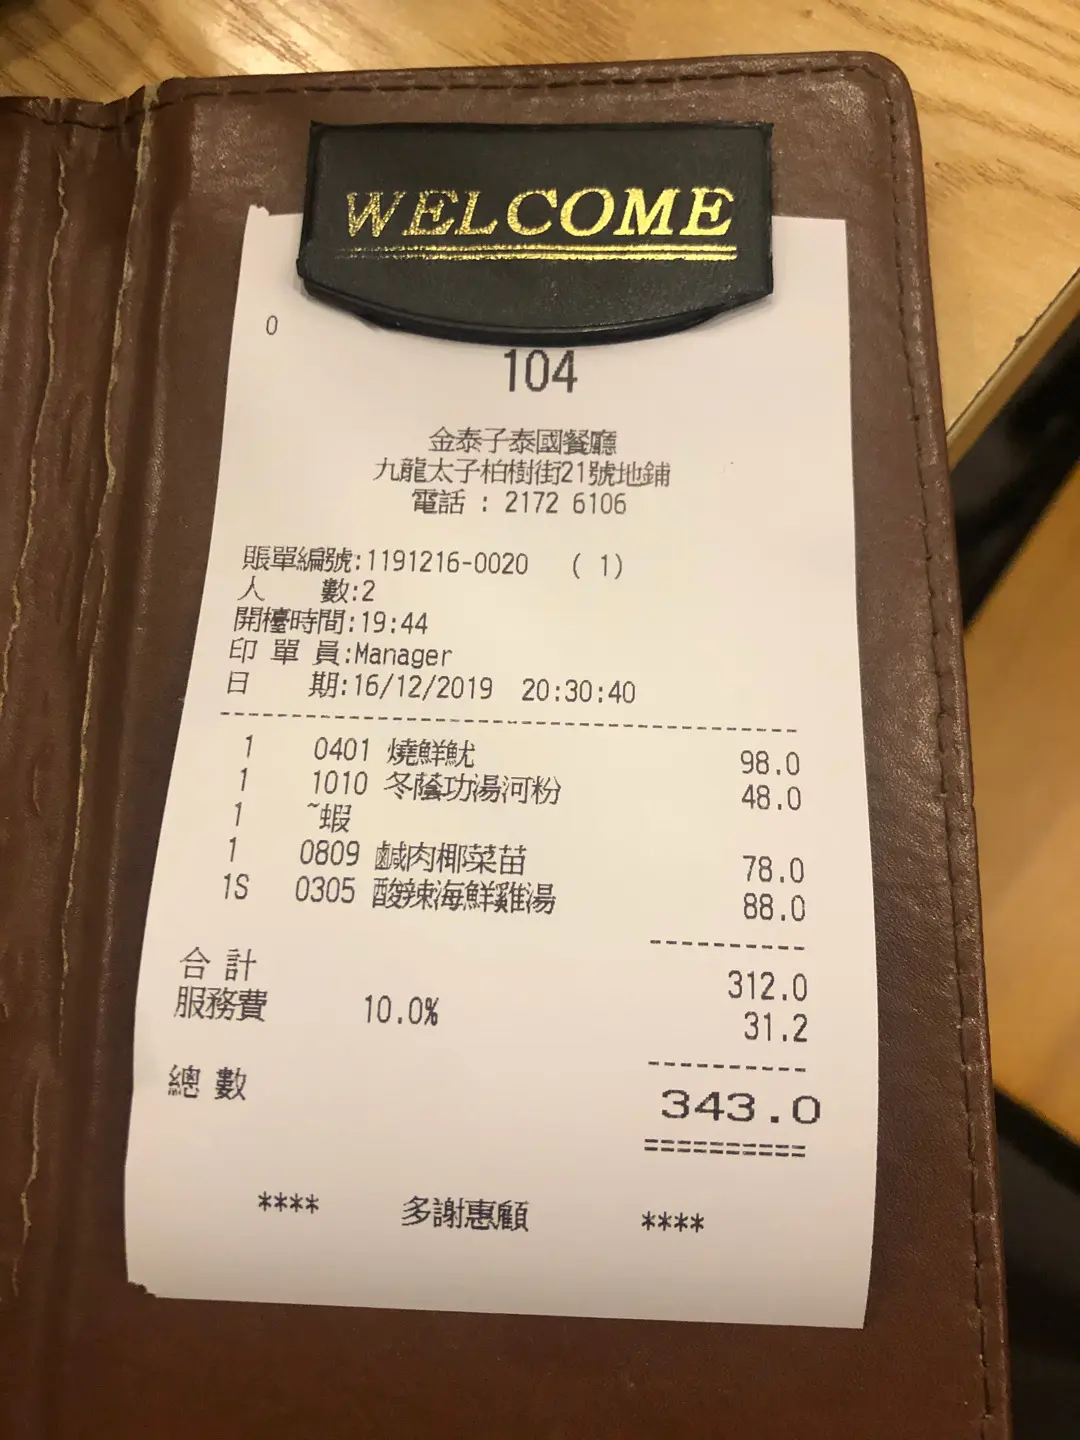 WELCOME
0
104
金泰子泰國餐廳
九龍太子柏樹街21號地鋪
電話 : 2172 6106
賬單編號:1191216-0020 ( 1)
人 數:2
開檯時間:19:44
印 單 員:Manager
日 期:16/12/2019 20:30:40
1 0401 燒鮮魷 98.0
1 1010 冬蔭功湯河粉 48.0
1 ~蝦
1 0809 鹹肉椰菜苗 78.0
1S 0305 酸辣海鮮雞湯 88.0
合 計 312.0
服務費 10.0% 31.2
總 數 343.0
**** 多謝惠顧 ****